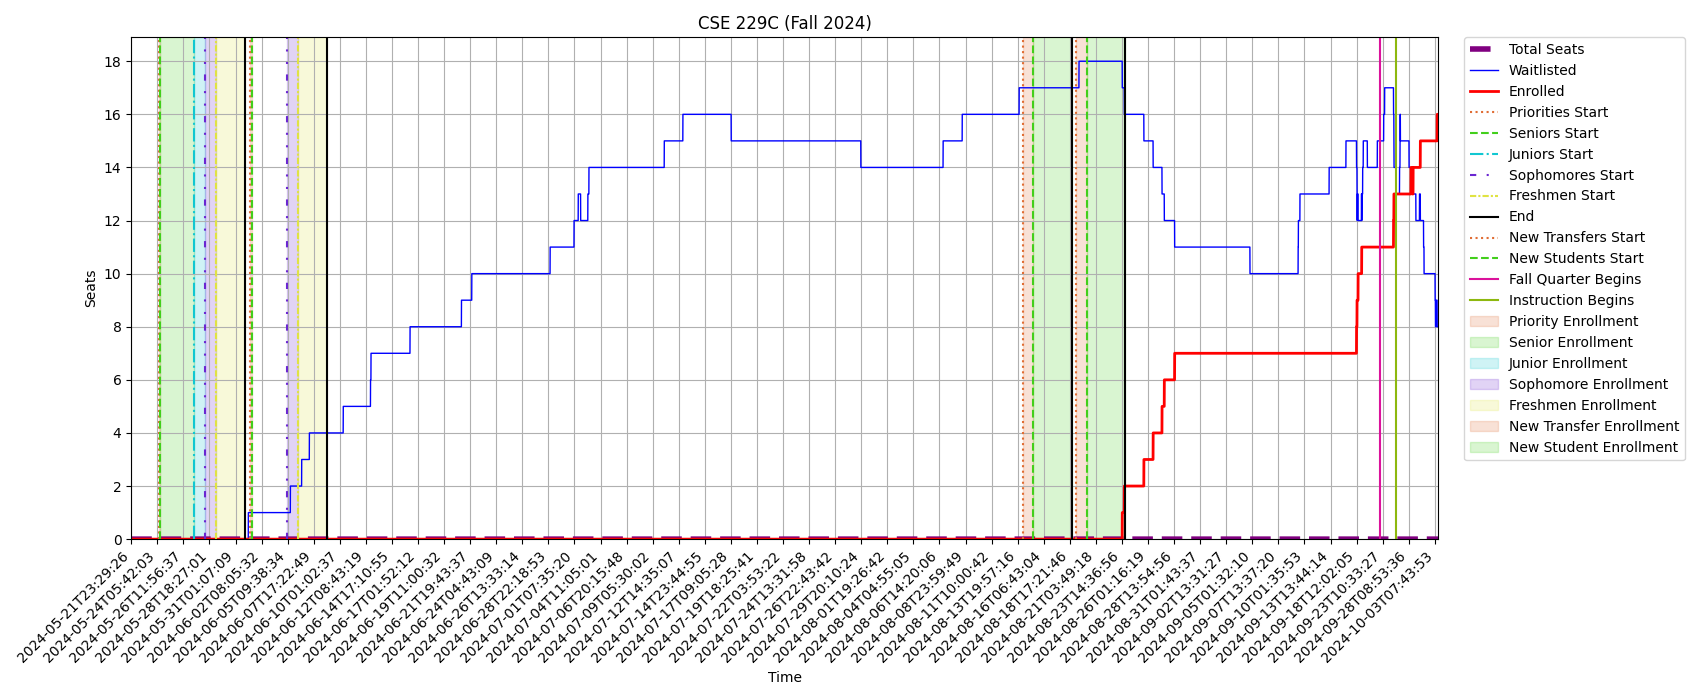 CSE 229C (Fall 2024)
Seats
18
16
14
12
10
8
6
4
2
0
2024-05-21T23:29:26
2024-05-24T05:42:03
2024-05-26T11:56:37
2024-05-28T18:27:01
2024-05-31T01:07:09
2024-06-02T08:05:32
2024-06-05T09:38:34
2024-06-07T17:22:49
2024-06-10T01:02:37
2024-06-12T08:43:19
2024-06-14T17:10:55
2024-06-17T01:52:12
2024-06-19T11:00:32
2024-06-21T19:43:37
2024-06-24T04:43:09
2024-06-26T13:33:14
2024-06-28T22:18:53
2024-07-01T07:35:20
2024-07-04T11:05:01
2024-07-06T20:15:48
2024-07-09T05:30:02
2024-07-12T14:35:07
2024-07-14T23:44:55
2024-07-17T09:05:28
2024-07-19T18:25:41
2024-07-22T03:53:22
2024-07-24T13:31:58
2024-07-26T22:43:42
2024-07-29T20:10:24
2024-08-01T19:26:42
2024-08-04T04:55:05
2024-08-06T14:20:06
2024-08-08T23:59:49
2024-08-11T10:00:42
2024-08-13T19:57:16
2024-08-16T06:43:04
2024-08-18T17:21:46
2024-08-21T03:49:18
2024-08-23T14:36:56
2024-08-26T01:16:19
2024-08-28T13:54:56
2024-08-31T01:43:37
2024-09-02T13:31:27
2024-09-05T01:32:10
2024-09-07T13:37:20
2024-09-10T01:35:53
2024-09-13T13:44:14
2024-09-18T12:02:05
2024-09-23T10:33:27
2024-09-28T08:53:36
2024-10-03T07:43:53
Time
Total Seats
Waitlisted
Enrolled
Priorities Start
Seniors Start
Juniors Start
Sophomores Start
Freshmen Start
End
New Transfers Start
New Students Start
Fall Quarter Begins
Instruction Begins
Priority Enrollment
Senior Enrollment
Junior Enrollment
Sophomore Enrollment
Freshmen Enrollment
New Transfer Enrollment
New Student Enrollment